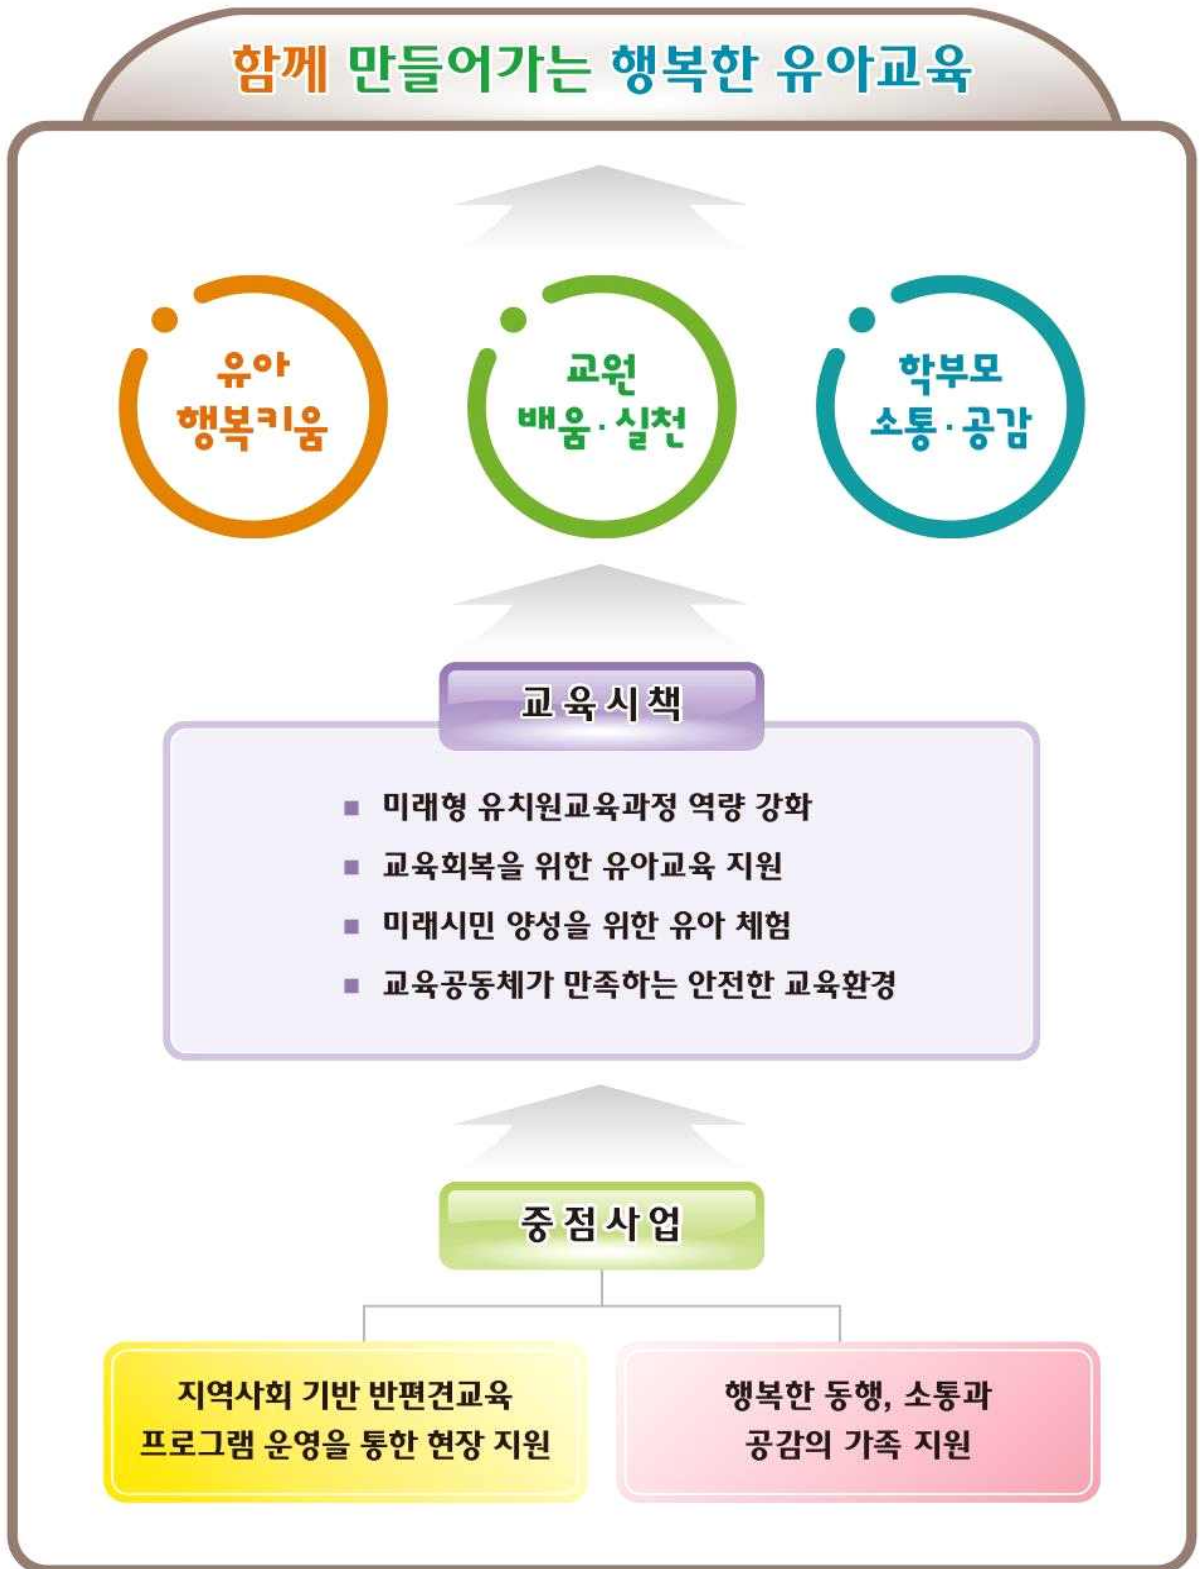 함께 만들어가는 행복한 유아교육
유아
행복키움
교원
배움·실천
학부모
소통·공감
교육시책
■ 미래형 유치원교육과정 역량 강화
■ 교육회복을 위한 유아교육 지원
■ 미래시민 양성을 위한 유아 체험
■ 교육공동체가 만족하는 안전한 교육환경
중점사업
지역사회 기반 반편견교육
프로그램 운영을 통한 현장 지원
행복한 동행, 소통과
공감의 가족 지원